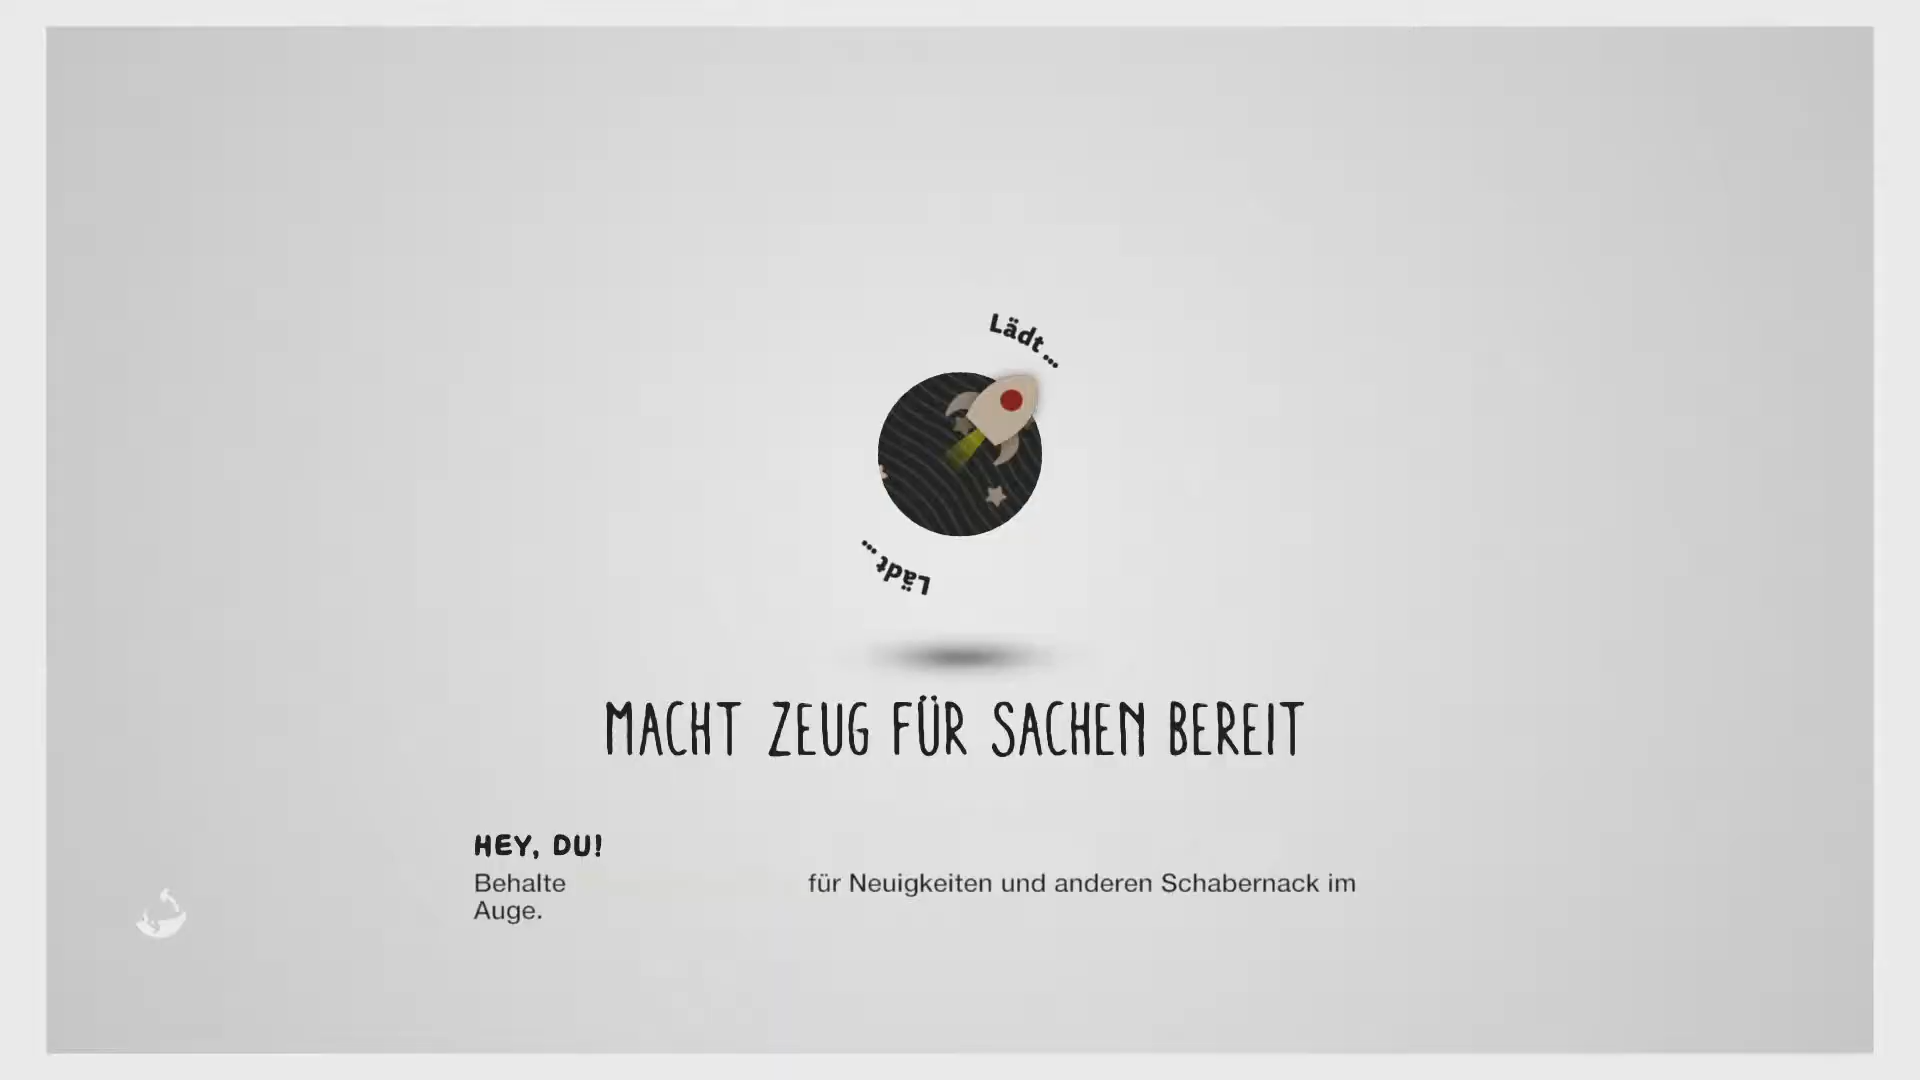 Lädt...
Lädt...
MACHT ZEUG FÜR SACHEN BEREIT
HEY, DU!
Behalte für Neuigkeiten und anderen Schabernack im
Auge.